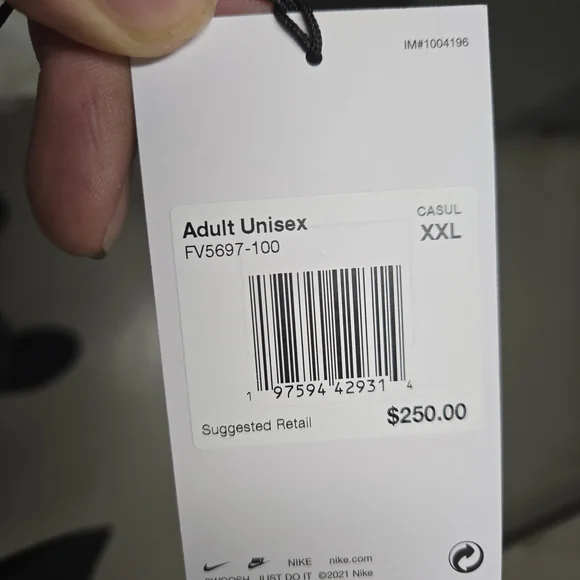 IM#1004196
Adult Unisex
CASUL
FV5697-100
XXL
1 97594 42931 4
Suggested Retail
$250.00
NIKE nike.com
JUST DO IT ©2021 Nike